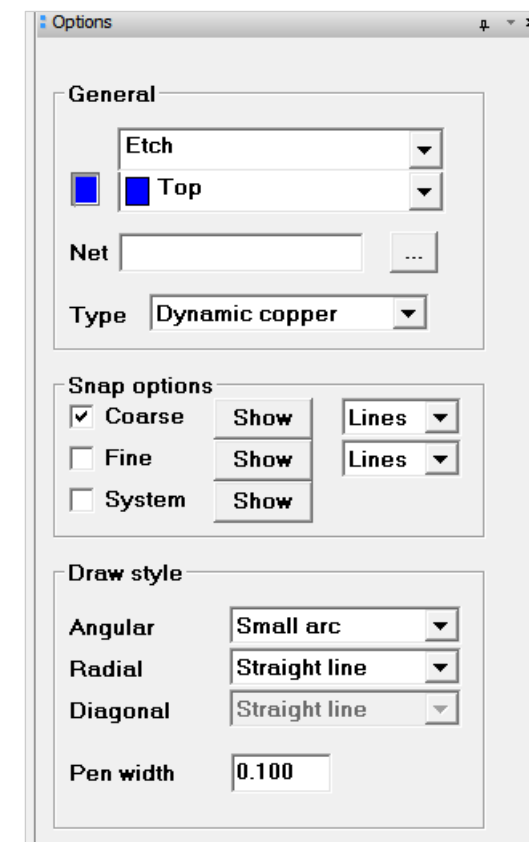 Options
General
Etch
Top
Net ...
Type Dynamic copper
Snap options
Coarse Show Lines
Fine Show Lines
System Show
Draw style
Angular Small arc
Radial Straight line
Diagonal Straight line
Pen width 0.100